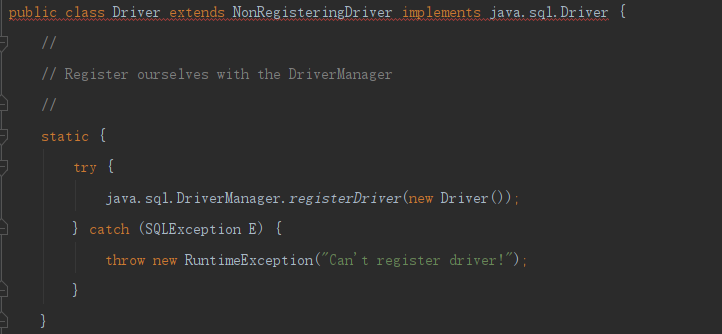 public class Driver extends NonRegisteringDriver implements java.sql.Driver {
//
// Register ourselves with the DriverManager
//
static {
try {
java.sql.DriverManager.registerDriver(new Driver());
} catch (SQLException E) {
throw new RuntimeException("Can't register driver!");
}
}